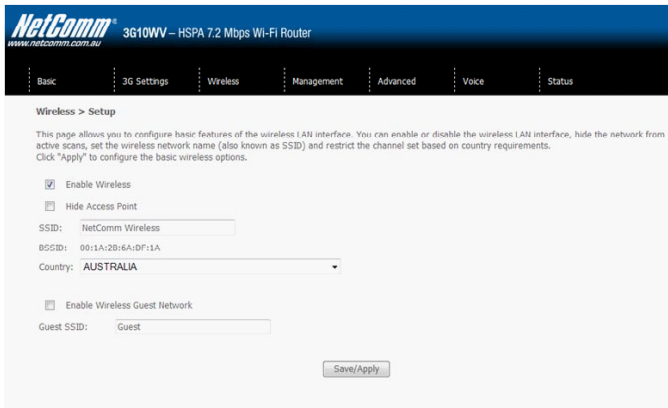 NetComm®
www.netcomm.com.au
3G10WV – HSPA 7.2 Mbps Wi-Fi Router
Basic 3G Settings Wireless Management Advanced Voice Status
Wireless > Setup
This page allows you to configure basic features of the wireless LAN interface. You can enable or disable the wireless LAN interface, hide the network from
active scans, set the wireless network name (also known as SSID) and restrict the channel set based on country requirements.
Click "Apply" to configure the basic wireless options.
Enable Wireless
Hide Access Point
SSID: NetComm Wireless
BSSID: 00:1A:2B:6A:DF:1A
Country: AUSTRALIA
Enable Wireless Guest Network
Guest SSID: Guest
Save/Apply